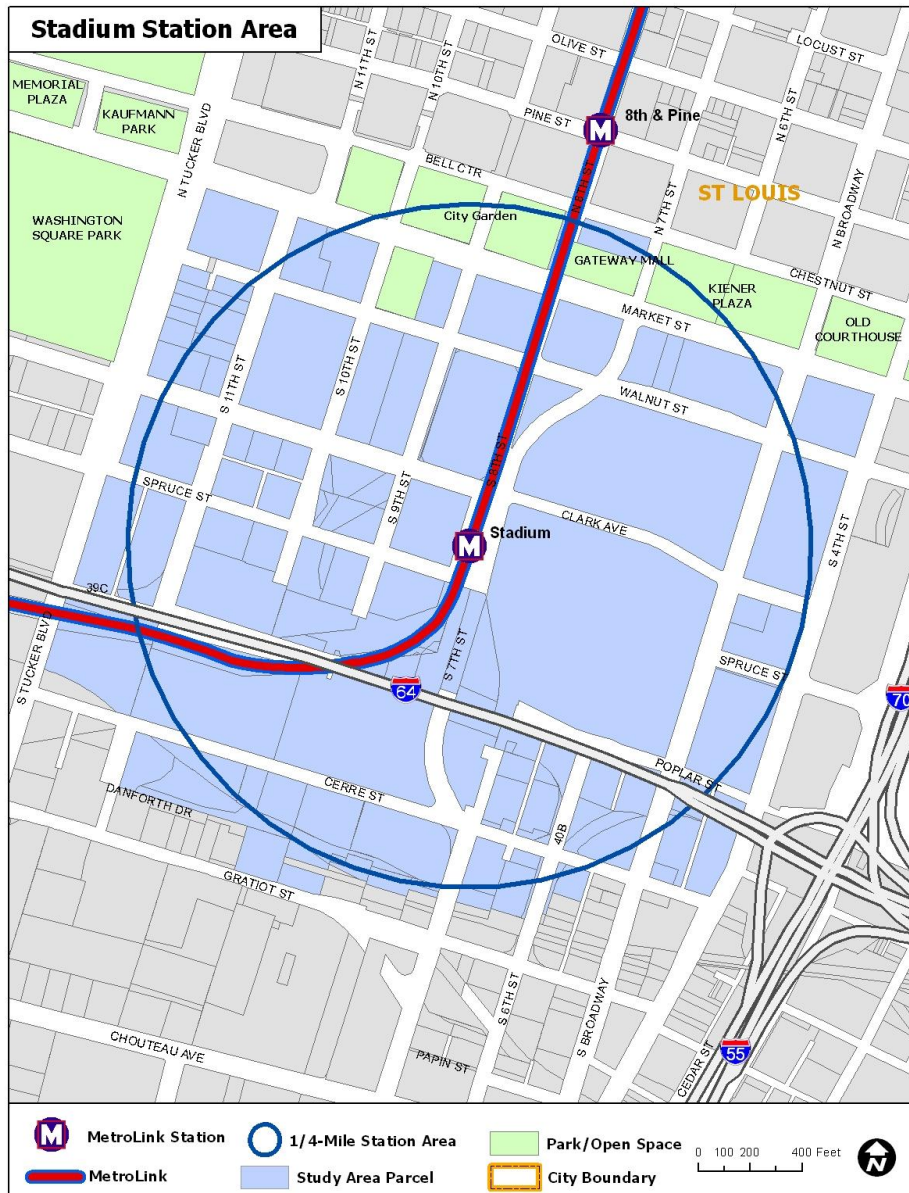 Stadium Station Area
N 11TH ST
N 10TH ST
OLIVE ST
LOCUST ST
MEMORIAL
PLAZA
KAUFMANN
PARK
N TUCKER BLVD
PINE ST
M
8th & Pine
N 6TH ST
BELL CTR
N 8TH ST
N 7TH ST
ST LOUIS
N BROADWAY
WASHINGTON
SQUARE PARK
City Garden
GATEWAY MALL
CHESTNUT ST
KIENER
PLAZA
MARKET ST
OLD
COURTHOUSE
S 11TH ST
S 10TH ST
WALNUT ST
S 8TH ST
SPRUCE ST
S 9TH ST
CLARK AVE
M
Stadium
S 4TH ST
39C
S TUCKER BLVD
S 7TH ST
SPRUCE ST
64
70
POPLAR ST
CERRE ST
DANFORTH DR
40B
GRATIOT ST
S 6TH ST
S BROADWAY
CHOUTEAU AVE
PAPIN ST
CEDAR ST
55
M
MetroLink Station
1/4-Mile Station Area
Park/Open Space
MetroLink
Study Area Parcel
City Boundary
0 100 200 400 Feet
N